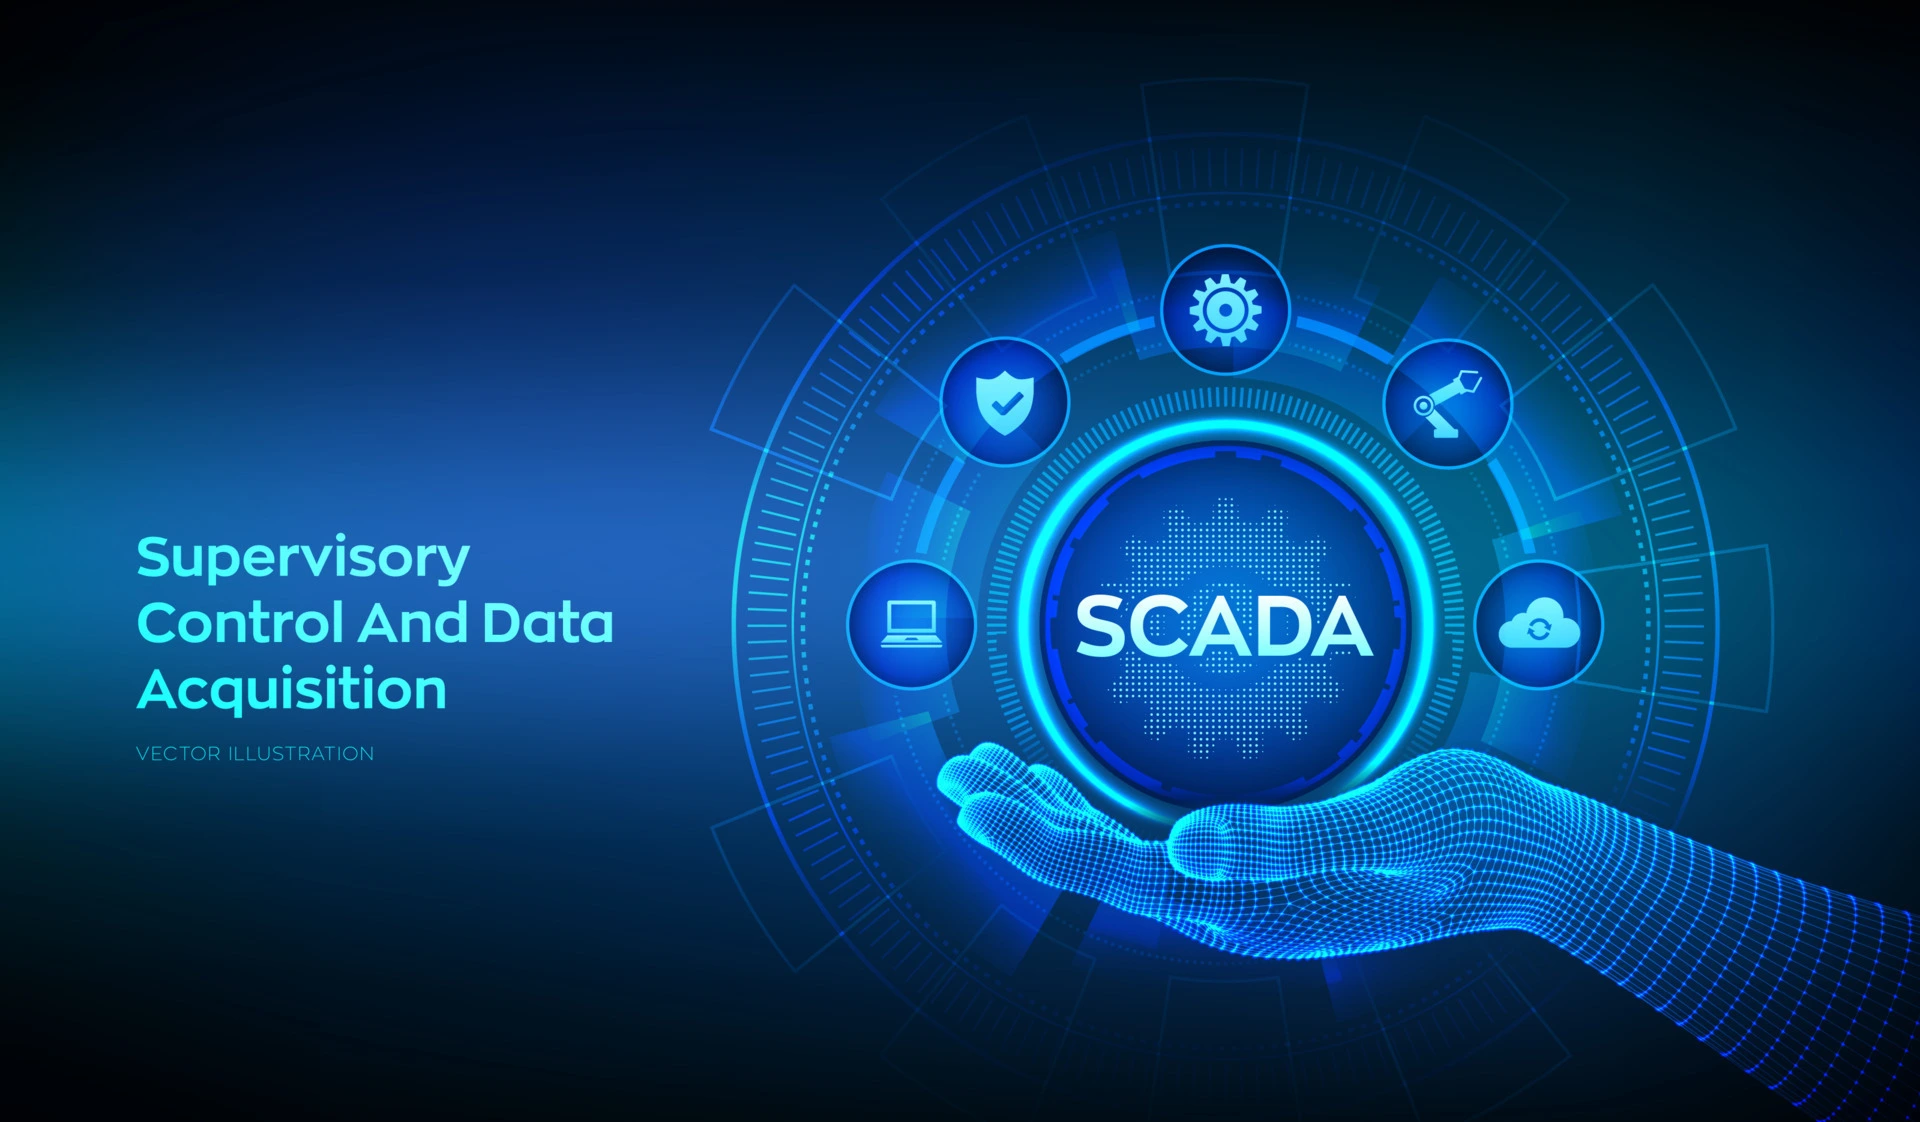 Supervisory
Control And Data
Acquisition
VECTOR ILLUSTRATION
SCADA